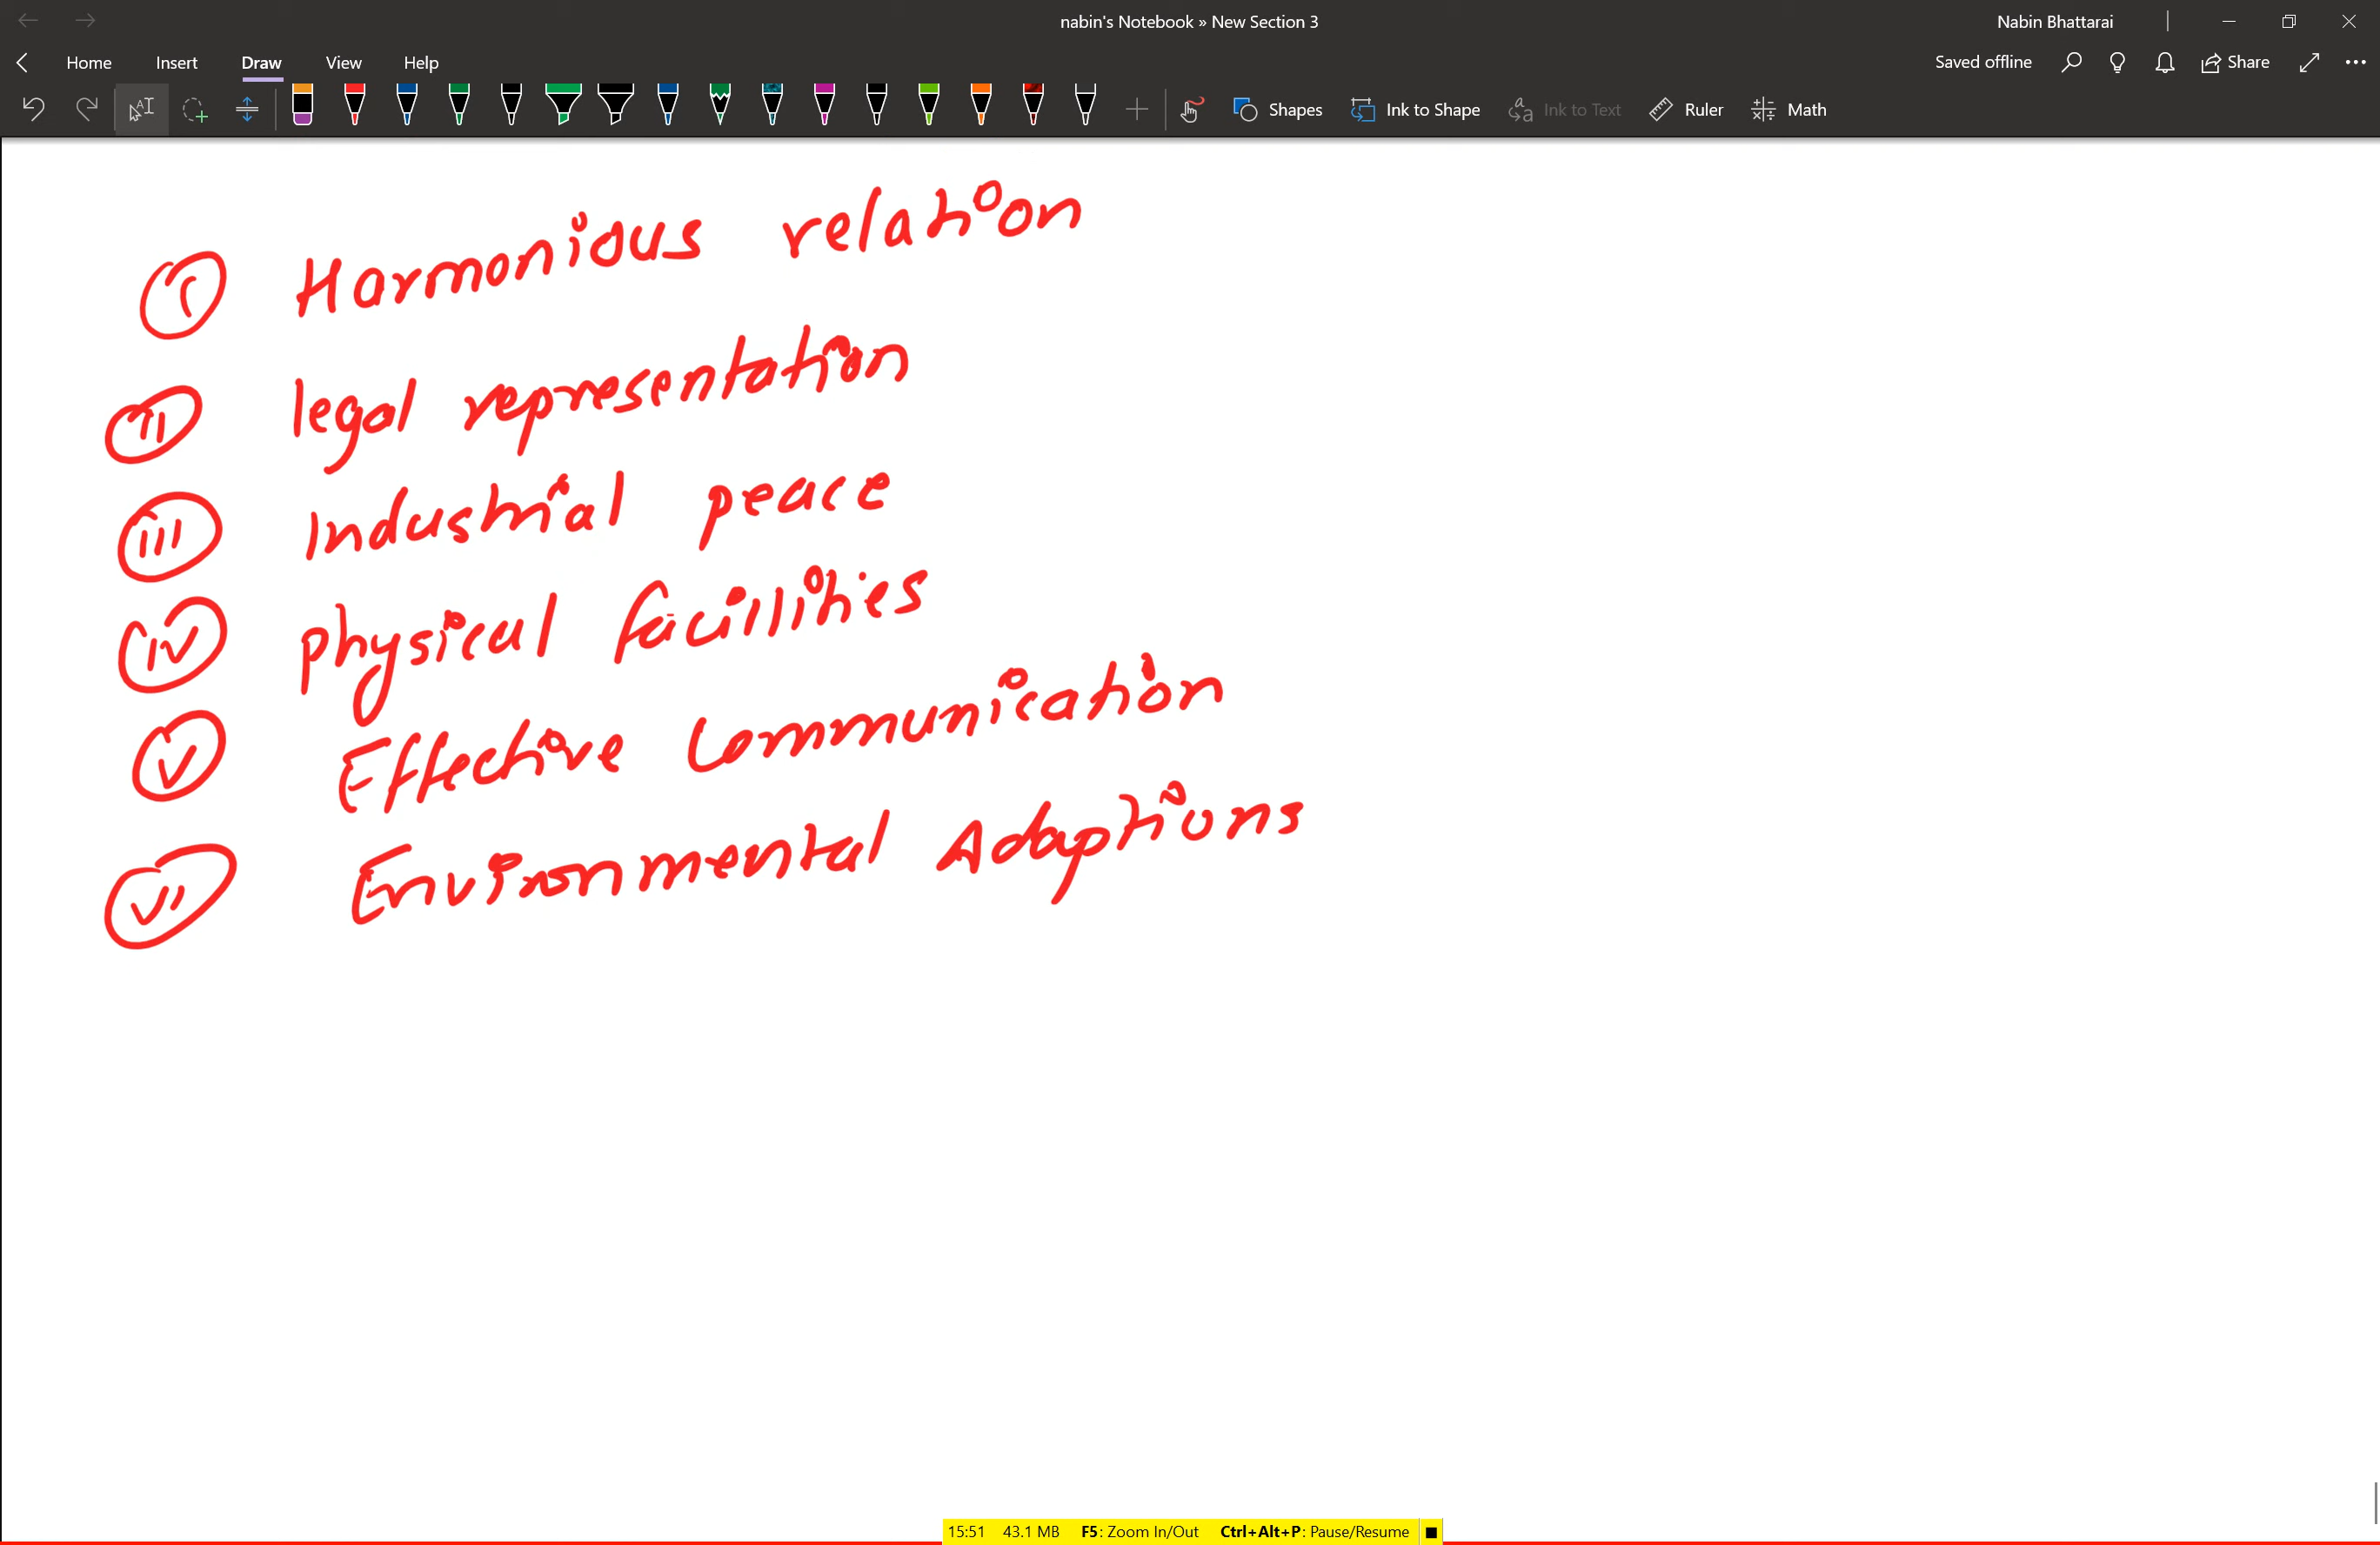 nabin's Notebook » New Section 3
Nabin Bhattarai
Home Insert Draw View Help
Saved offline
Share
Shapes Ink to Shape Ink to Text Ruler Math
i Harmonious relation
ii legal representation
iii industrial peace
iv physical facillities
v Effective Communication
vi Environmental Adaptions
15:51 43.1 MB F5: Zoom In/Out Ctrl+Alt+P: Pause/Resume